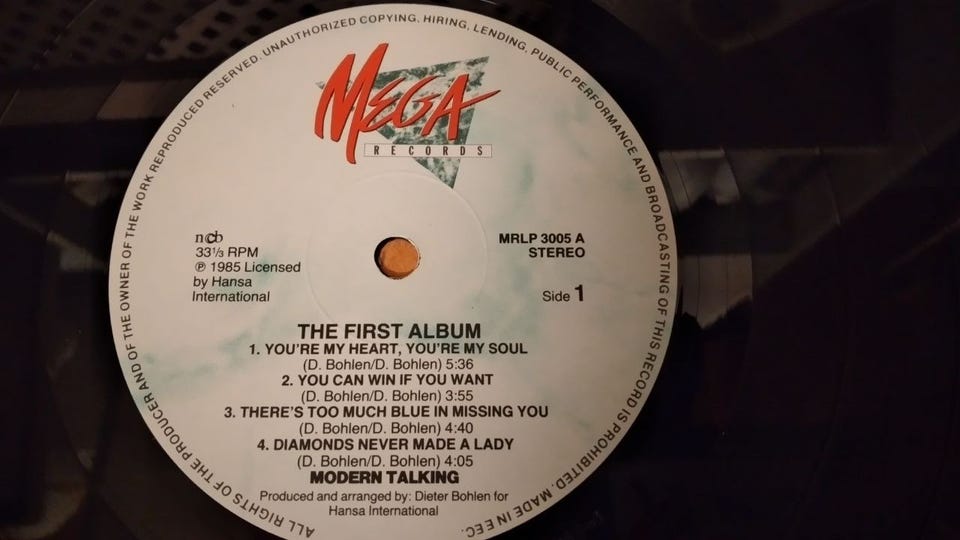 ALL RIGHTS OF THE PRODUCER AND OF THE OWNER OF THE WORK REPRODUCED RESERVED. UNAUTHORIZED COPYING, HIRING, LENDING, PUBLIC PERFORMANCE AND BROADCASTING OF THIS RECORD IS PROHIBITED. MADE IN EEC.
MEGA
RECORDS
ncb
33⅓ RPM
℗ 1985 Licensed
by Hansa
International
MRLP 3005 A
STEREO
Side 1
THE FIRST ALBUM
1. YOU'RE MY HEART, YOU'RE MY SOUL
(D. Bohlen/D. Bohlen) 5:36
2. YOU CAN WIN IF YOU WANT
(D. Bohlen/D. Bohlen) 3:55
3. THERE'S TOO MUCH BLUE IN MISSING YOU
(D. Bohlen/D. Bohlen) 4:40
4. DIAMONDS NEVER MADE A LADY
(D. Bohlen/D. Bohlen) 4:05
MODERN TALKING
Produced and arranged by: Dieter Bohlen for
Hansa International